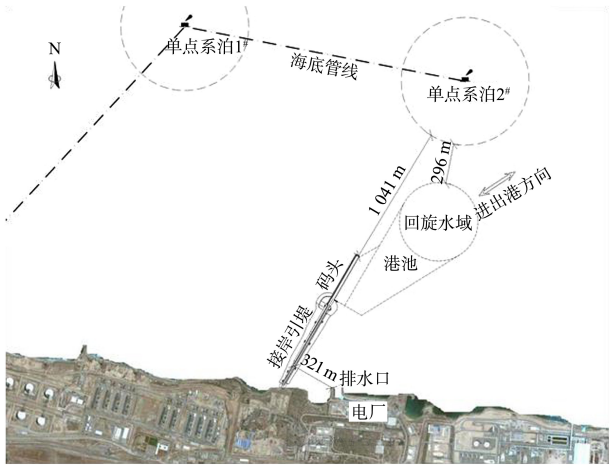 单点系泊1#
N
海底管线
单点系泊2#
296 m
进出港方向
1 041 m
回旋水域
港池
码头
接岸引堤
321 m
排水口
电厂